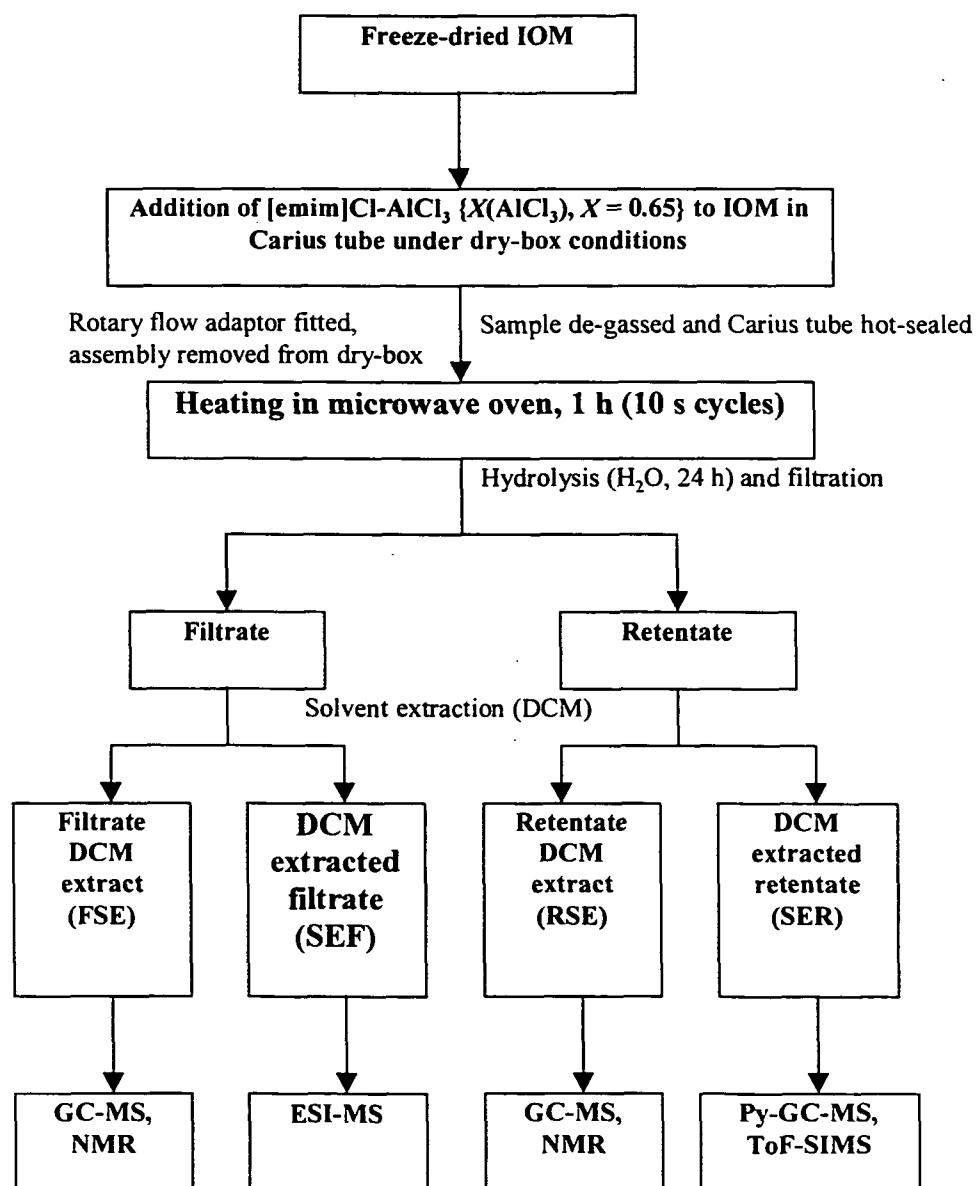 Freeze-dried IOM
Addition of [emim]Cl-AlCl₃ {X(AlCl₃), X = 0.65} to IOM in
Carius tube under dry-box conditions
Rotary flow adaptor fitted,
assembly removed from dry-box
Sample de-gassed and Carius tube hot-sealed
Heating in microwave oven, 1 h (10 s cycles)
Hydrolysis (H₂O, 24 h) and filtration
Filtrate
Retentate
Solvent extraction (DCM)
Filtrate
DCM
extract
(FSE)
DCM
extracted
filtrate
(SEF)
Retentate
DCM
extract
(RSE)
DCM
extracted
retentate
(SER)
GC-MS,
NMR
ESI-MS
GC-MS,
NMR
Py-GC-MS,
ToF-SIMS